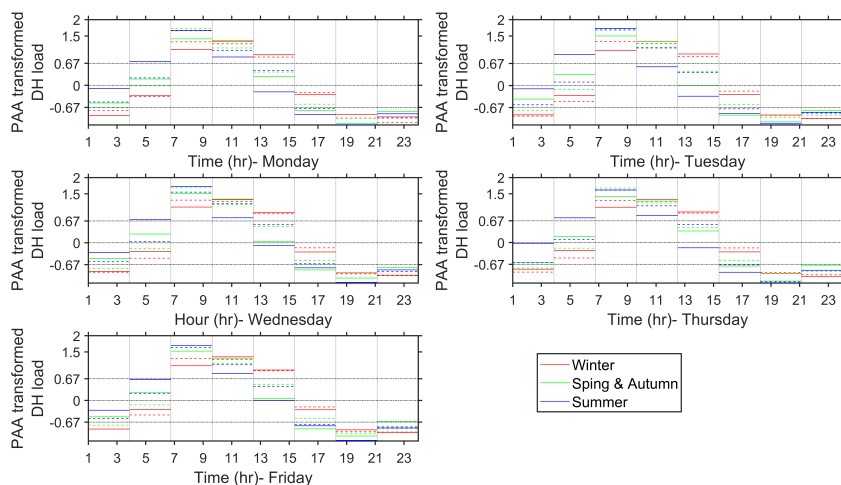 PAA transformed
DH load
2
1.5
0.67
0
-0.67
1 3 5 7 9 11 13 15 17 19 21 23
Time (hr)- Monday
PAA transformed
DH load
2
1.5
0.67
0
-0.67
1 3 5 7 9 11 13 15 17 19 21 23
Time (hr)- Tuesday
PAA transformed
DH load
2
1.5
0.67
0
-0.67
1 3 5 7 9 11 13 15 17 19 21 23
Hour (hr)- Wednesday
PAA transformed
DH load
2
1.5
0.67
0
-0.67
1 3 5 7 9 11 13 15 17 19 21 23
Time (hr)- Thursday
PAA transformed
DH load
2
1.5
0.67
0
-0.67
1 3 5 7 9 11 13 15 17 19 21 23
Time (hr)- Friday
Winter
Sping & Autumn
Summer